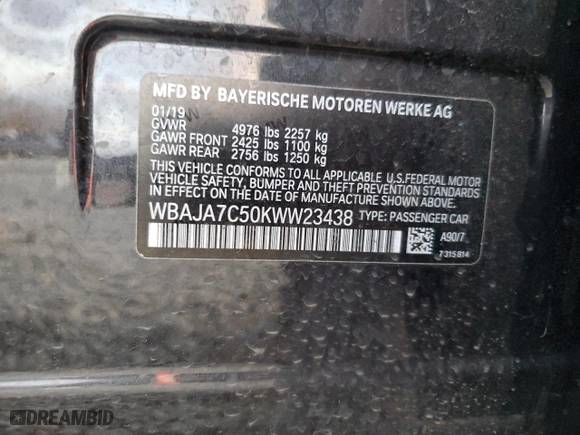 MFD BY BAYERISCHE MOTOREN WERKE AG
01/19
GVWR 4976 lbs 2257 kg
GAWR FRONT 2425 lbs 1100 kg
GAWR REAR 2756 lbs 1250 kg
THIS VEHICLE CONFORMS TO ALL APPLICABLE U.S.FEDERAL MOTOR
VEHICLE SAFETY, BUMPER AND THEFT PREVENTION STANDARDS
IN EFFECT ON THE DATE OF MANUFACTURE SHOWN ABOVE.
WBAJA7C50KWW23438 TYPE: PASSENGER CAR
A90/7
7 315 814
DREAMBID